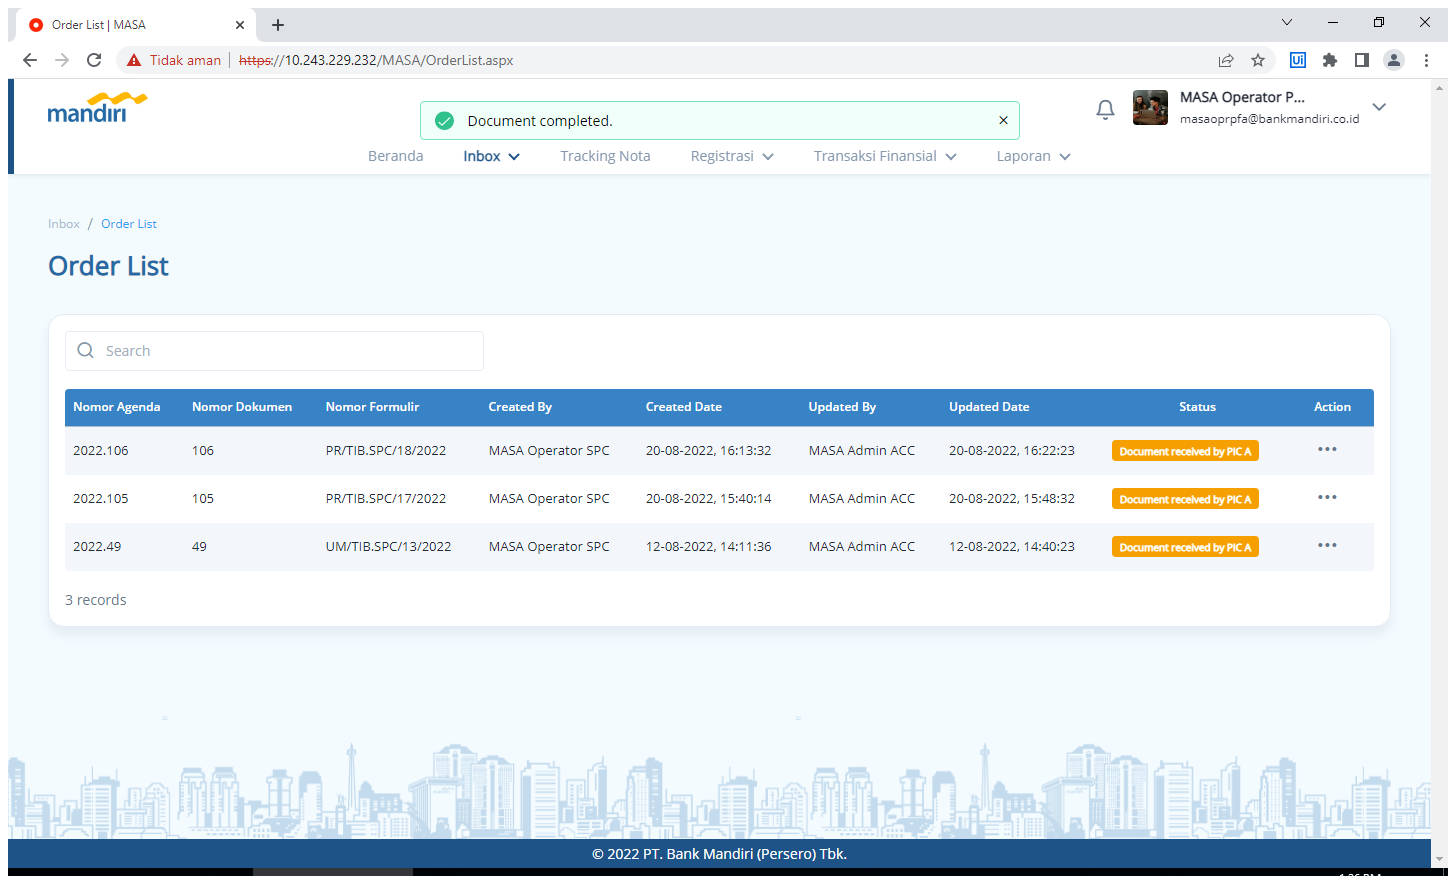 Order List | MASA
Tidak aman https://10.243.229.232/MASA/OrderList.aspx
mandiri
Document completed.
MASA Operator P...
masaoprpfa@bankmandiri.co.id
Beranda Inbox Tracking Nota Registrasi Transaksi Finansial Laporan
Inbox / Order List
Order List
Search
Nomor Agenda Nomor Dokumen Nomor Formulir Created By Created Date Updated By Updated Date Status Action
2022.106 106 PR/TIB.SPC/18/2022 MASA Operator SPC 20-08-2022, 16:13:32 MASA Admin ACC 20-08-2022, 16:22:23 Document received by PIC A
2022.105 105 PR/TIB.SPC/17/2022 MASA Operator SPC 20-08-2022, 15:40:14 MASA Admin ACC 20-08-2022, 15:48:32 Document received by PIC A
2022.49 49 UM/TIB.SPC/13/2022 MASA Operator SPC 12-08-2022, 14:11:36 MASA Admin ACC 12-08-2022, 14:40:23 Document received by PIC A
3 records
© 2022 PT. Bank Mandiri (Persero) Tbk.